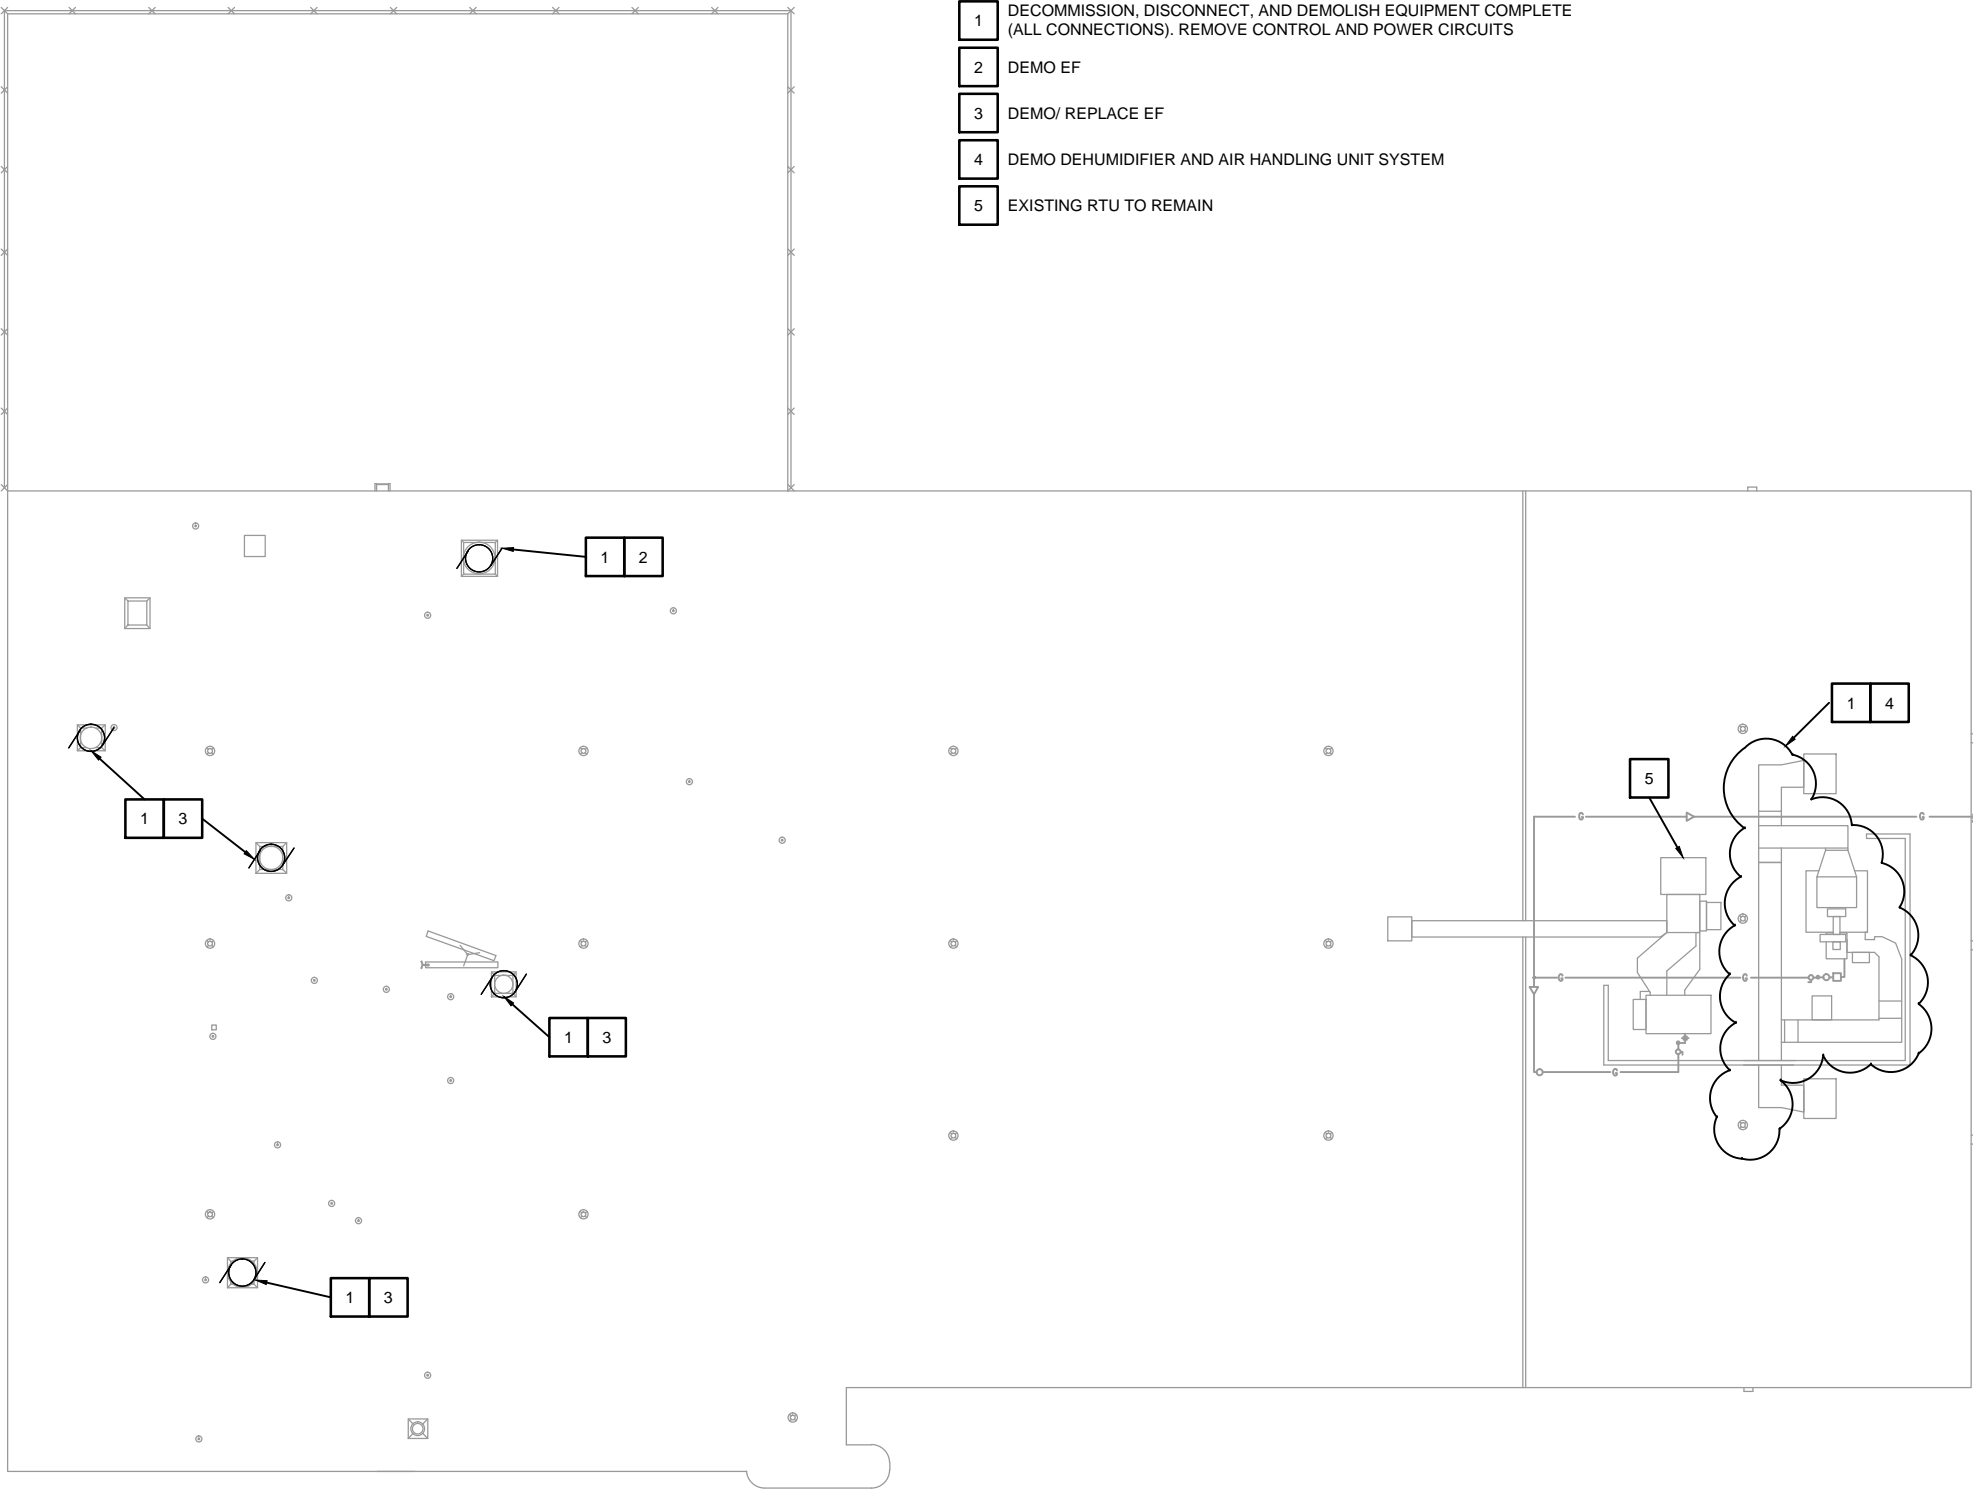 1 DECOMMISSION, DISCONNECT, AND DEMOLISH EQUIPMENT COMPLETE
(ALL CONNECTIONS). REMOVE CONTROL AND POWER CIRCUITS
2 DEMO EF
3 DEMO/ REPLACE EF
4 DEMO DEHUMIDIFIER AND AIR HANDLING UNIT SYSTEM
5 EXISTING RTU TO REMAIN
1 2
1 4
5
1 3
G G G
G G
1 3
G
1 3